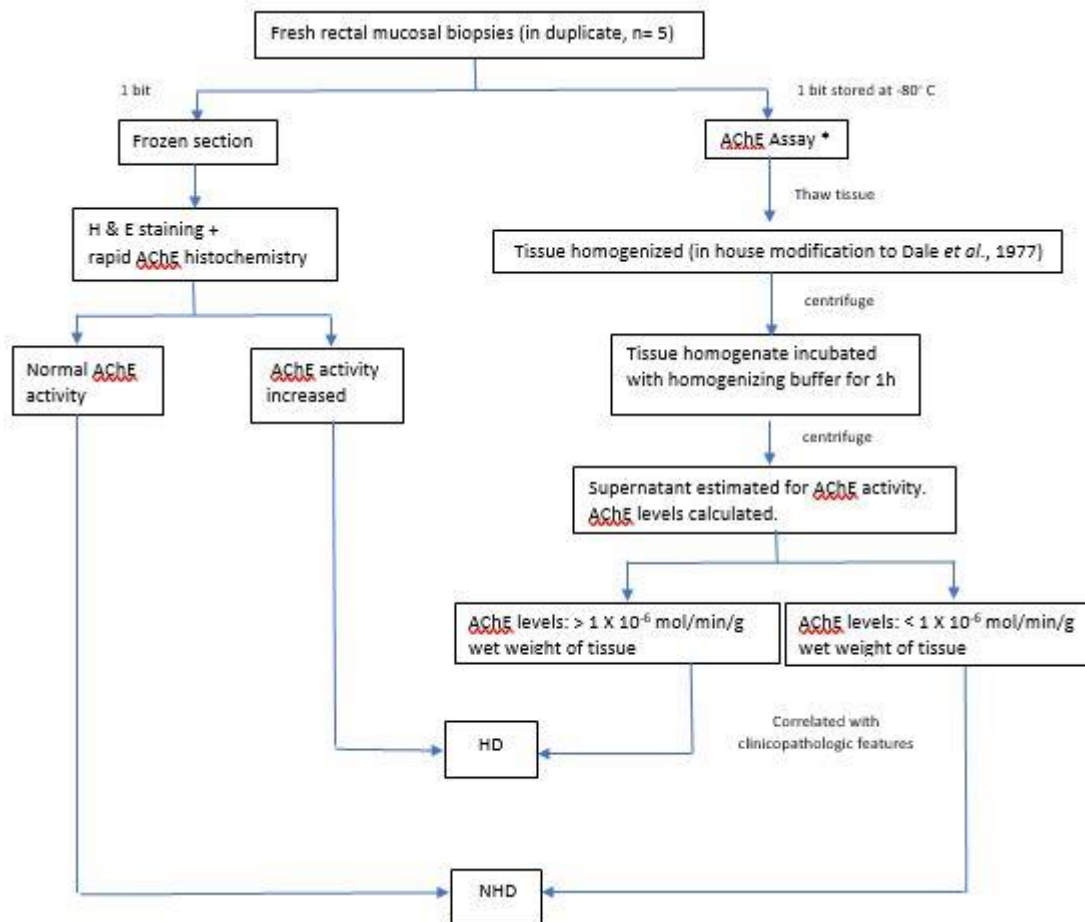 Fresh rectal mucosal biopsies (in duplicate, n= 5)
1 bit
1 bit stored at -80° C
Frozen section
AChE Assay *
Thaw tissue
H & E staining +
rapid AChE histochemistry
Tissue homogenized (in house modification to Dale et al., 1977)
centrifuge
Normal AChE
activity
AChE activity
increased
Tissue homogenate incubated
with homogenizing buffer for 1h
centrifuge
Supernatant estimated for AChE activity.
AChE levels calculated.
AChE levels: > 1 X 10⁻⁶ mol/min/g
wet weight of tissue
AChE levels: < 1 X 10⁻⁶ mol/min/g
wet weight of tissue
Correlated with
clinicopathologic features
HD
NHD